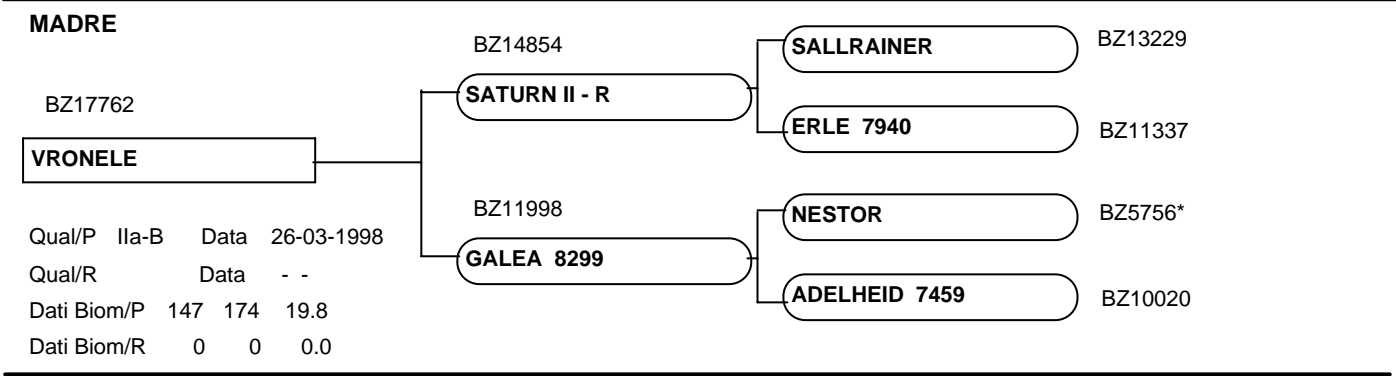 MADRE
BZ17762
VRONELE
Qual/P IIa-B Data 26-03-1998
Qual/R Data - -
Dati Biom/P 147 174 19.8
Dati Biom/R 0 0 0.0
BZ14854
SATURN II - R
BZ11998
GALEA 8299
SALLRAINER BZ13229
ERLE 7940 BZ11337
NESTOR BZ5756*
ADELHEID 7459 BZ10020